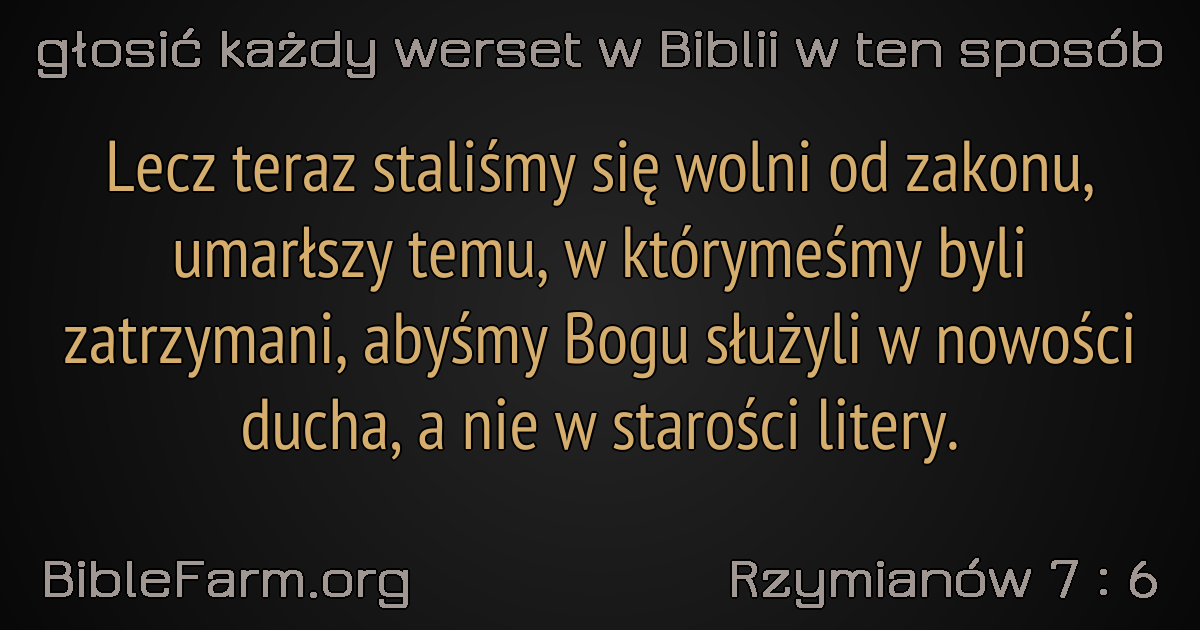 głosić każdy werset w Biblii w ten sposób
Lecz teraz staliśmy się wolni od zakonu,
umarłszy temu, w którymeśmy byli
zatrzymani, abyśmy Bogu służyli w nowości
ducha, a nie w starości litery.
BibleFarm.org
Rzymianów 7 : 6